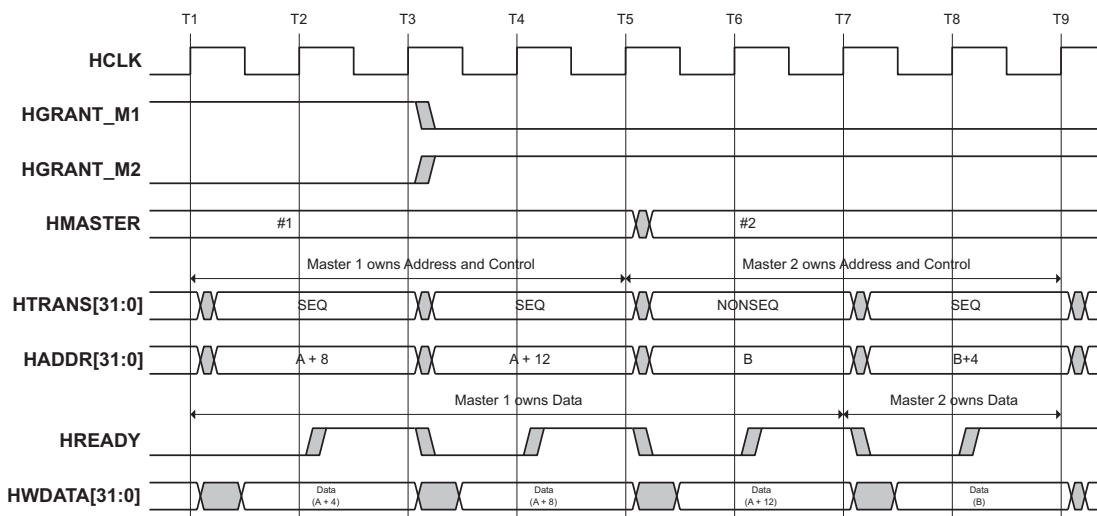 T1 T2 T3 T4 T5 T6 T7 T8 T9
HCLK
HGRANT_M1
HGRANT_M2
HMASTER #1 #2
Master 1 owns Address and Control Master 2 owns Address and Control
HTRANS[31:0] SEQ SEQ NONSEQ SEQ
HADDR[31:0] A + 8 A + 12 B B+4
Master 1 owns Data Master 2 owns Data
HREADY
HWDATA[31:0] Data Data Data Data
(A + 4) (A + 8) (A + 12) (B)